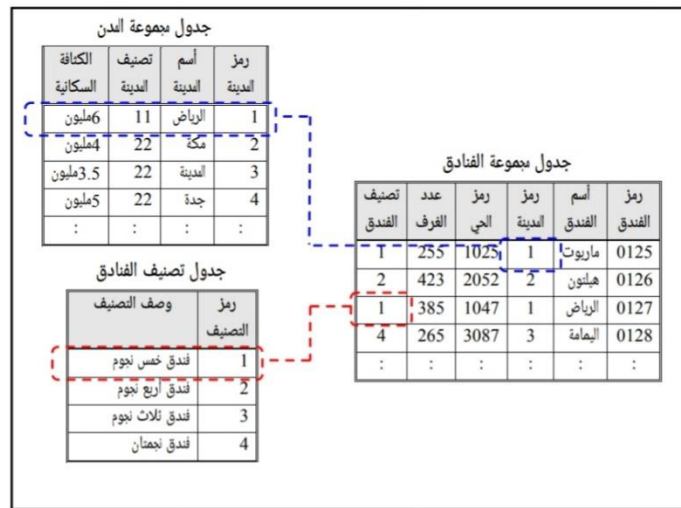 جدول مجموعة المدن
رمز المدينة	أسم المدينة	تصنيف المدينة	الكثافة السكانية
1	الرياض	11	6مليون
2	مكة	22	4مليون
3	المدينة	22	3.5مليون
4	جدة	22	5مليون
:	:	:	:
جدول مجموعة الفنادق
رمز الفندق	أسم الفندق	رمز المدينة	رمز الحي	عدد الغرف	تصنيف الفندق
0125	ماريوت	1	1025	255	1
0126	هيلتون	2	2052	423	2
0127	الرياض	1	1047	385	1
0128	اليمامة	3	3087	265	4
:	:	:	:	:	:
جدول تصنيف الفنادق
رمز التصنيف	وصف التصنيف
1	فندق خمس نجوم
2	فندق أربع نجوم
3	فندق ثلاث نجوم
4	فندق نجمتان